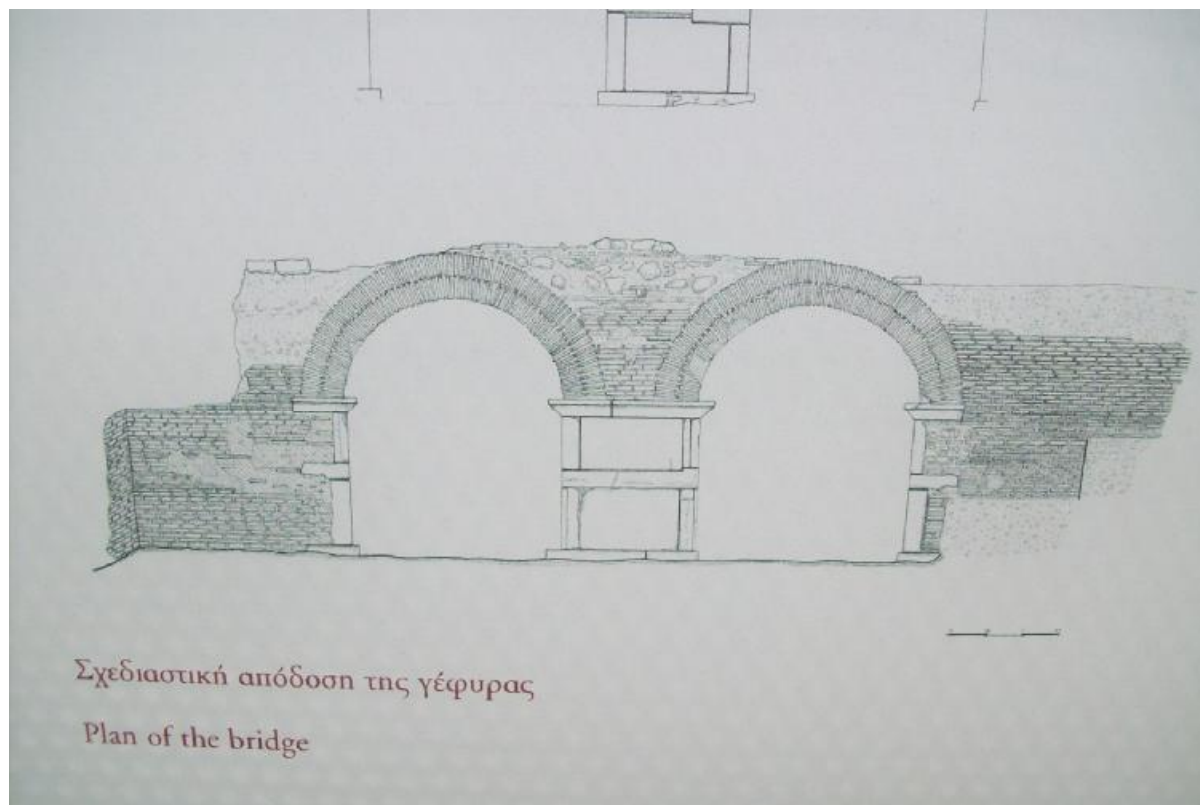 Σχεδιαστική απόδοση της γέφυρας
Plan of the bridge